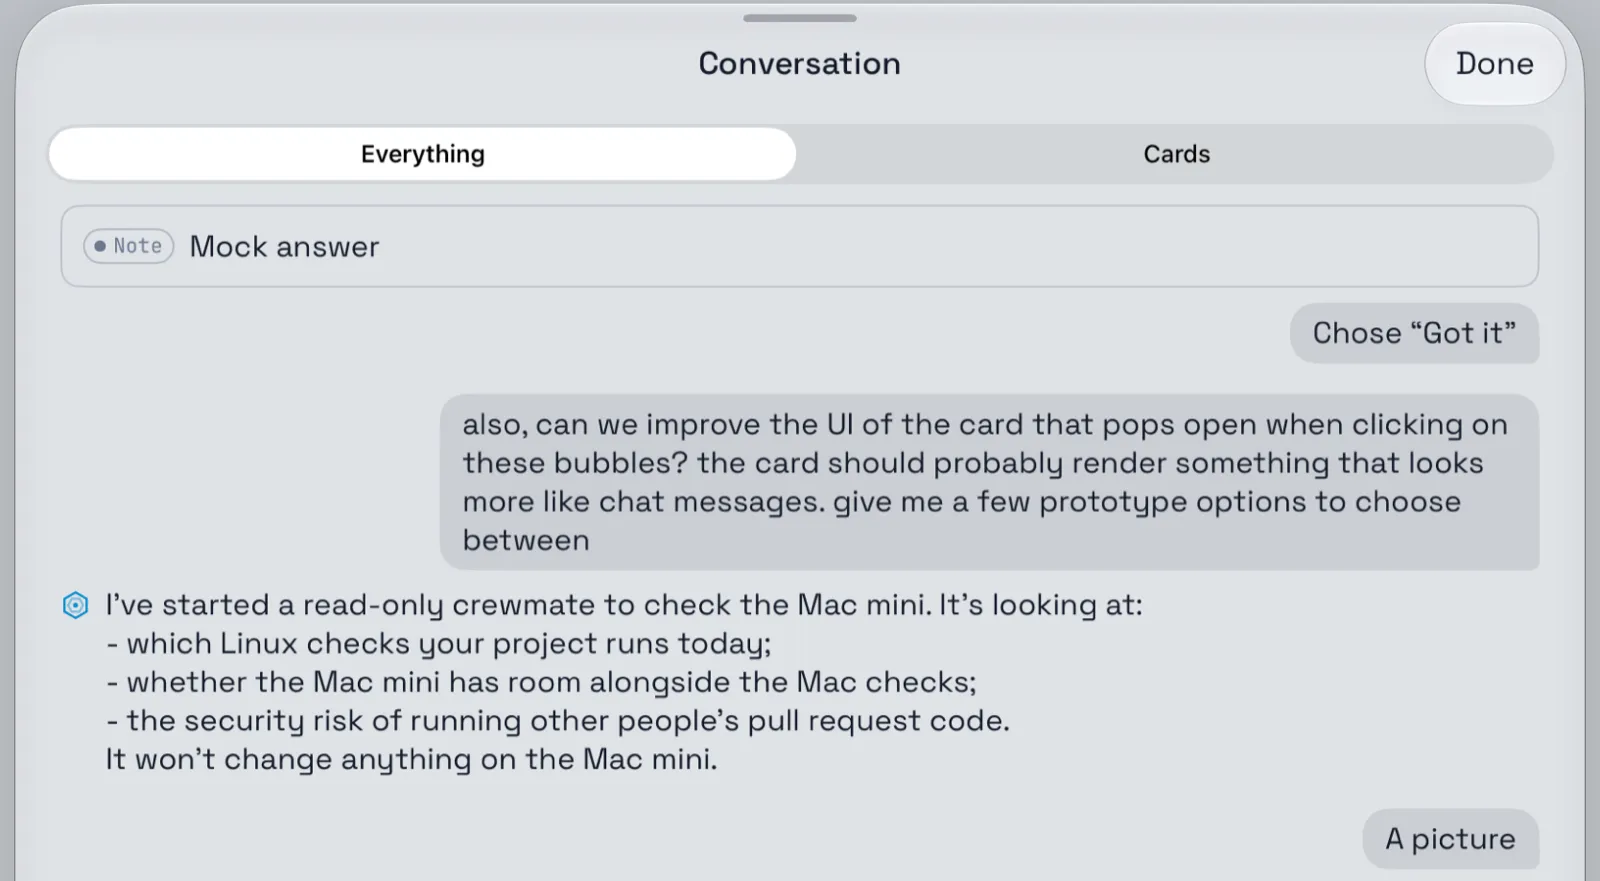 Conversation
Done
Everything
Cards
Note Mock answer
Chose “Got it”
also, can we improve the UI of the card that pops open when clicking on
these bubbles? the card should probably render something that looks
more like chat messages. give me a few prototype options to choose
between
I’ve started a read-only crewmate to check the Mac mini. It’s looking at:
- which Linux checks your project runs today;
- whether the Mac mini has room alongside the Mac checks;
- the security risk of running other people’s pull request code.
It won’t change anything on the Mac mini.
A picture